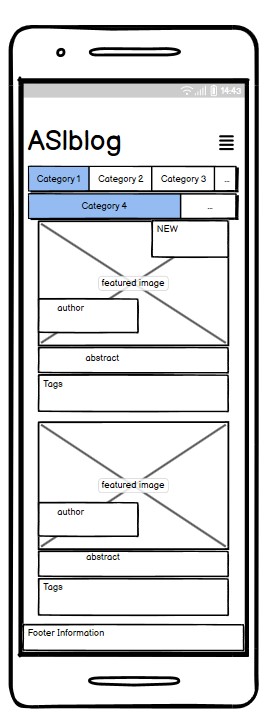 14:43
ASIblog
Category 1 Category 2 Category 3 ...
Category 4 ...
NEW
featured image
author
abstract
Tags
featured image
author
abstract
Tags
Footer Information